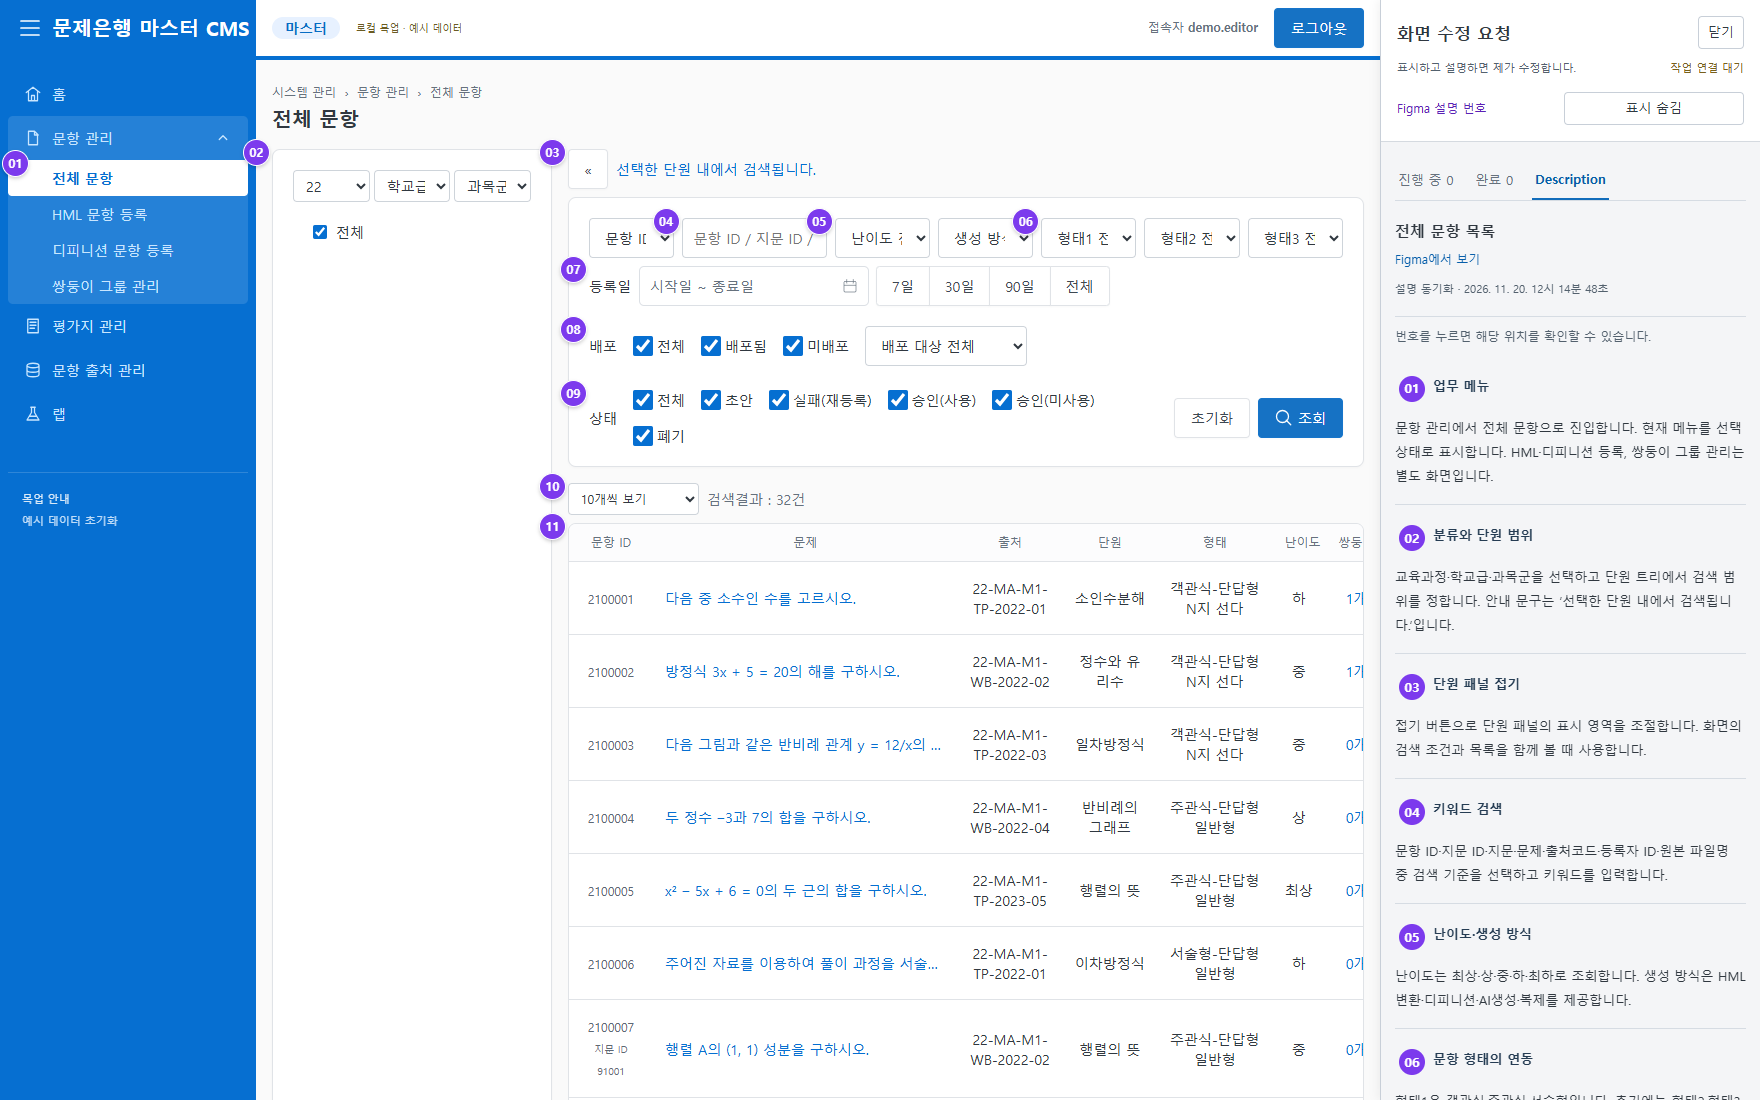 문제은행 마스터 CMS
홈
문항 관리
01
전체 문항
HML 문항 등록
디피니션 문항 등록
쌍둥이 그룹 관리
평가지 관리
문항 출처 관리
랩
목업 안내
예시 데이터 초기화
마스터
로컬 목업 · 예시 데이터
접속자 demo.editor
로그아웃
시스템 관리 › 문항 관리 › 전체 문항
전체 문항
02
22
학교급
과목군
전체
03
«
선택한 단원 내에서 검색됩니다.
04
05
06
문항 ID
문항 ID / 지문 ID /
난이도
생성 방식
형태1 전
형태2 전
형태3 전
07
등록일
시작일 ~ 종료일
7일
30일
90일
전체
08
배포
전체
배포됨
미배포
배포 대상 전체
09
상태
전체
초안
실패(재등록)
승인(사용)
승인(미사용)
폐기
초기화
조회
10
10개씩 보기
검색결과 : 32건
11
문항 ID 문제 출처 단원 형태 난이도 쌍둥
2100001 다음 중 소수인 수를 고르시오. 22-MA-M1-TP-2022-01 소인수분해 객관식-단답형 N지 선다 하 1개
2100002 방정식 3x + 5 = 20의 해를 구하시오. 22-MA-M1-WB-2022-02 정수와 유리수 객관식-단답형 N지 선다 중 1개
2100003 다음 그림과 같은 반비례 관계 y = 12/x의 ... 22-MA-M1-TP-2022-03 일차방정식 객관식-단답형 N지 선다 중 0개
2100004 두 정수 −3과 7의 합을 구하시오. 22-MA-M1-WB-2022-04 반비례의 그래프 주관식-단답형 일반형 상 0개
2100005 x² − 5x + 6 = 0의 두 근의 합을 구하시오. 22-MA-M1-TP-2023-05 행렬의 뜻 주관식-단답형 일반형 최상 0개
2100006 주어진 자료를 이용하여 풀이 과정을 서술... 22-MA-M1-TP-2022-01 이차방정식 서술형-단답형 일반형 하 0개
2100007 지문 ID 91001 행렬 A의 (1, 1) 성분을 구하시오. 22-MA-M1-WB-2022-02 행렬의 뜻 주관식-단답형 일반형 중 0개
화면 수정 요청
닫기
표시하고 설명하면 제가 수정합니다.
작업 연결 대기
Figma 설명 번호
표시 숨김
진행 중 0
완료 0
Description
전체 문항 목록
Figma에서 보기
설명 동기화 · 2026. 11. 20. 12시 14분 48초
번호를 누르면 해당 위치를 확인할 수 있습니다.
01 업무 메뉴
문항 관리에서 전체 문항으로 진입합니다. 현재 메뉴를 선택
상태로 표시합니다. HML·디피니션 등록, 쌍둥이 그룹 관리는
별도 화면입니다.
02 분류와 단원 범위
교육과정·학교급·과목군을 선택하고 단원 트리에서 검색 범
위를 정합니다. 안내 문구는 ‘선택한 단원 내에서 검색됩니
다.’입니다.
03 단원 패널 접기
접기 버튼으로 단원 패널의 표시 영역을 조절합니다. 화면의
검색 조건과 목록을 함께 볼 때 사용합니다.
04 키워드 검색
문항 ID·지문 ID·지문·문제·출처코드·등록자 ID·원본 파일명
중 검색 기준을 선택하고 키워드를 입력합니다.
05 난이도·생성 방식
난이도는 최상·상·중·하·최하로 조회합니다. 생성 방식은 HML
변환·디피니션·AI생성·복제를 제공합니다.
06 문항 형태의 연동